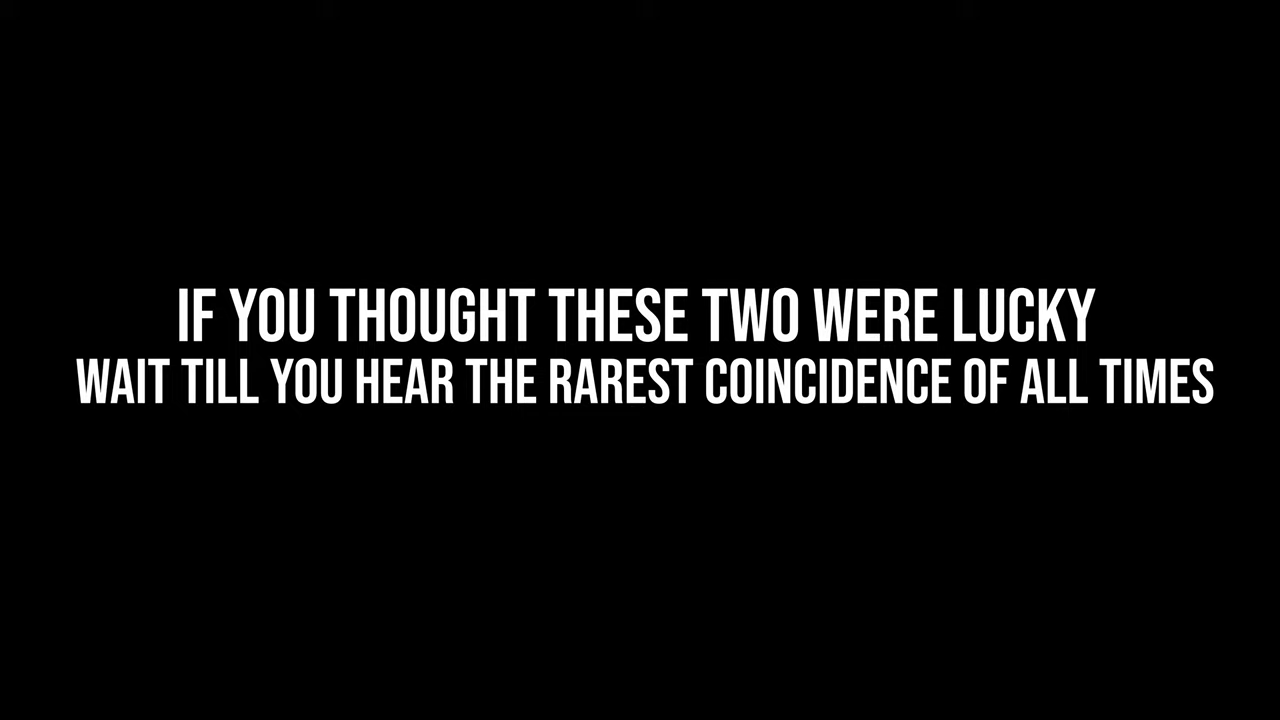 IF YOU THOUGHT THESE TWO WERE LUCKY
WAIT TILL YOU HEAR THE RAREST COINCIDENCE OF ALL TIMES